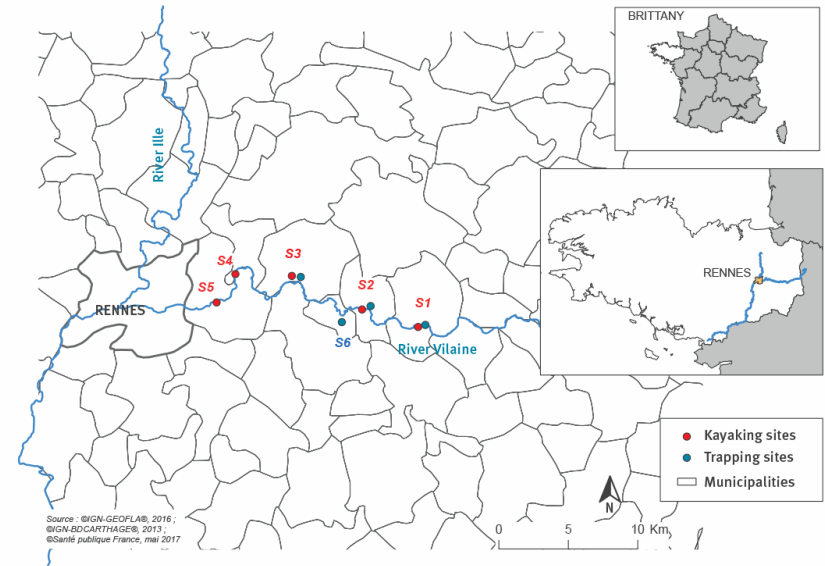 BRITTANY
River Ille
RENNES
S4
S3
S5
S2
S1
RENNES
S6
River Vilaine
Kayaking sites
Trapping sites
Municipalities
N
Source : ©IGN-GEOFLA®, 2016 ;
©IGN-BDCARTHAGE®, 2013 ;
©Santé publique France, mai 2017
0 5 10 Km